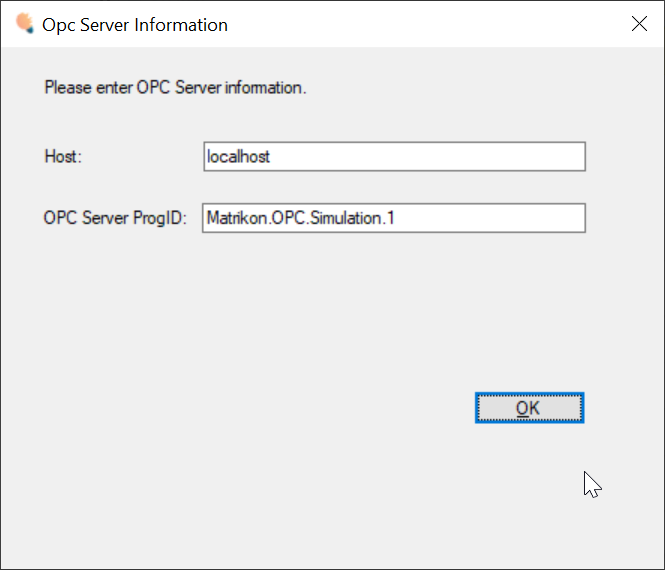 Opc Server Information
Please enter OPC Server information.
Host: localhost
OPC Server ProgID: Matrikon.OPC.Simulation.1
OK